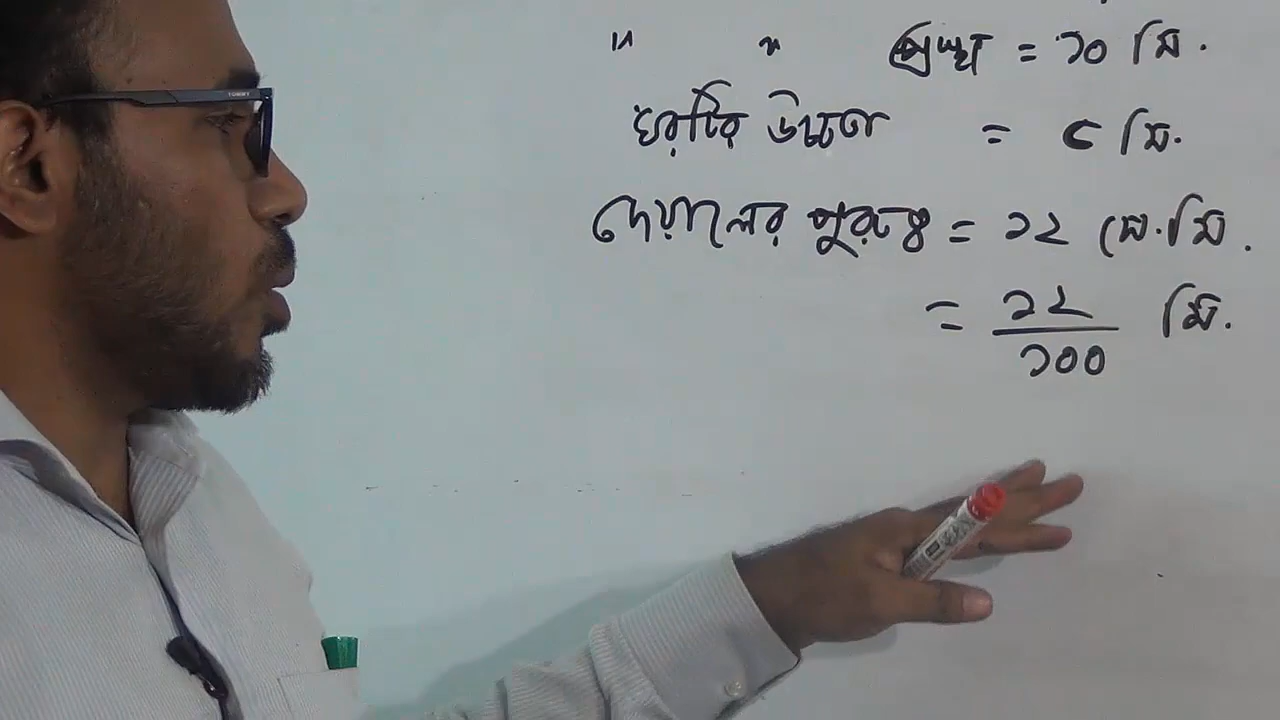 " " প্রস্থ = ১০ মি.
ঘরটির উচ্চতা = ৫ মি.
দেয়ালের পুরুত্ব = ১২ সে.মি.
= ১২/১০০ মি.